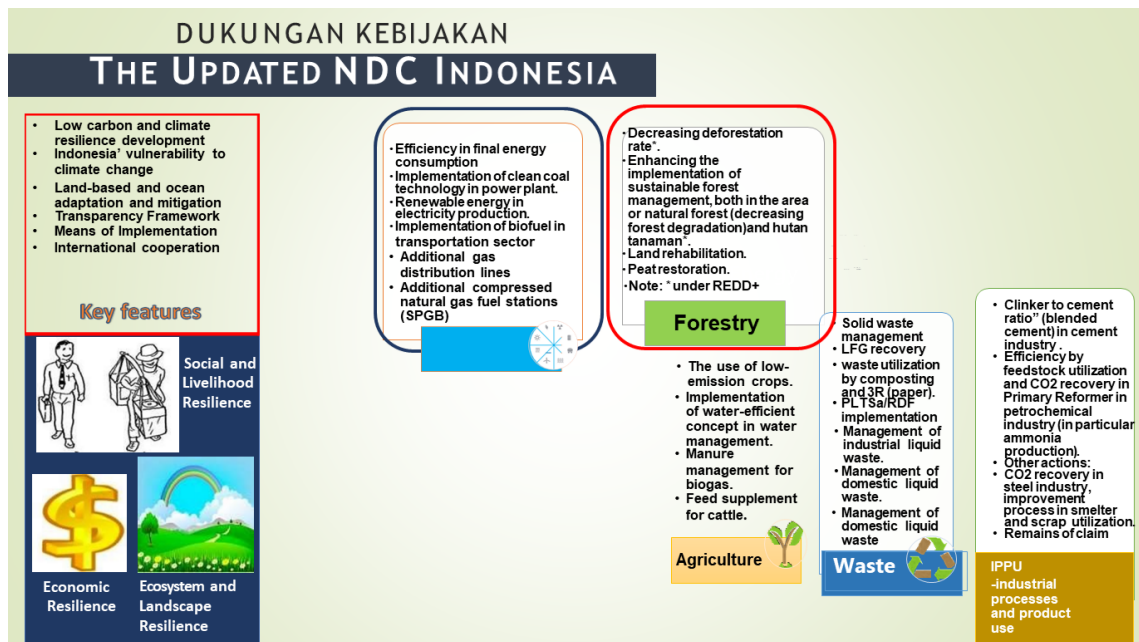 DUKUNGAN KEBIJAKAN
THE UPDATED NDC INDONESIA
• Low carbon and climate
resilience development
• Indonesia’ vulnerability to
climate change
• Land-based and ocean
adaptation and mitigation
• Transparency Framework
• Means of Implementation
• International cooperation
Key features
Social and
Livelihood
Resilience
Economic
Resilience
Ecosystem and
Landscape
Resilience
·Efficiency in final energy
consumption
·Implementation of clean coal
technology in power plant.
·Renewable energy in
electricity production.
·Implementation of biofuel in
transportation sector
• Additional gas
distribution lines
• Additional compressed
natural gas fuel stations
(SPGB)
·Decreasing deforestation
rate*.
·Enhancing the
implementation of
sustainable forest
management, both in the area
or natural forest (decreasing
forest degradation)and hutan
tanaman*.
·Land rehabilitation.
·Peat restoration.
·Note: * under REDD+
Forestry
• The use of low-
emission crops.
• Implementation
of water-efficient
concept in water
management.
• Manure
management for
biogas.
• Feed supplement
for cattle.
Agriculture
• Solid waste
management
• LFG recovery
• waste utilization
by composting
and 3R (paper).
• PLTSa/RDF
implementation
• Management of
industrial liquid
waste.
• Management of
domestic liquid
waste.
• Management of
domestic liquid
waste
Waste
• Clinker to cement
ratio” (blended
cement) in cement
industry .
• Efficiency by
feedstock utilization
and CO2 recovery in
Primary Reformer in
petrochemical
industry (in particular
ammonia
production).
• Other actions:
• CO2 recovery in
steel industry,
improvement
process in smelter
and scrap utilization.
• Remains of claim
IPPU
-industrial
processes
and product
use